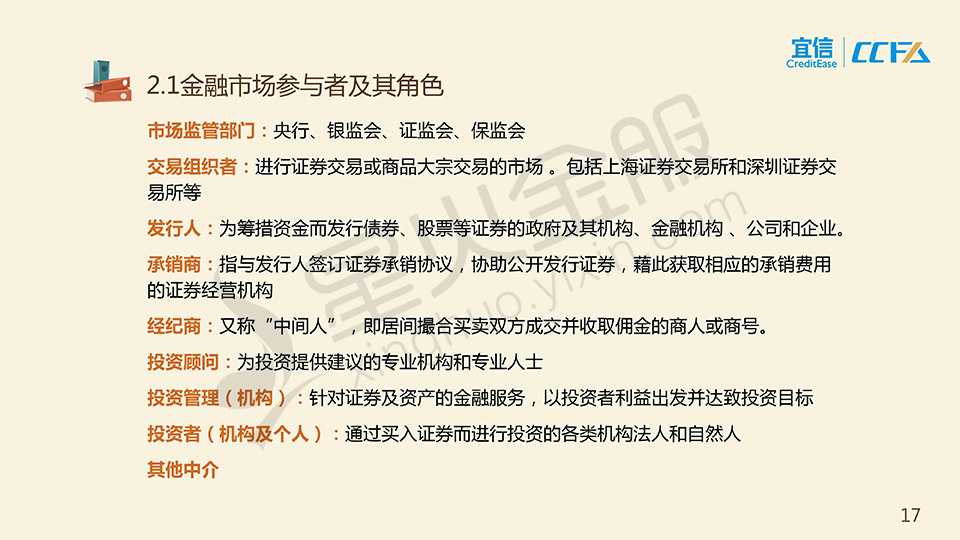 宜信
CreditEase
CCFA
2.1金融市场参与者及其角色
市场监管部门：央行、银监会、证监会、保监会
交易组织者：进行证券交易或商品大宗交易的市场 。包括上海证券交易所和深圳证券交
易所等
发行人：为筹措资金而发行债券、股票等证券的政府及其机构、金融机构 、公司和企业。
承销商：指与发行人签订证券承销协议，协助公开发行证券，藉此获取相应的承销费用
的证券经营机构
经纪商：又称“中间人”，即居间撮合买卖双方成交并收取佣金的商人或商号。
投资顾问：为投资提供建议的专业机构和专业人士
投资管理（机构）：针对证券及资产的金融服务，以投资者利益出发并达致投资目标
投资者（机构及个人）：通过买入证券而进行投资的各类机构法人和自然人
其他中介
星火金服
xinghuo.yixin.com
17